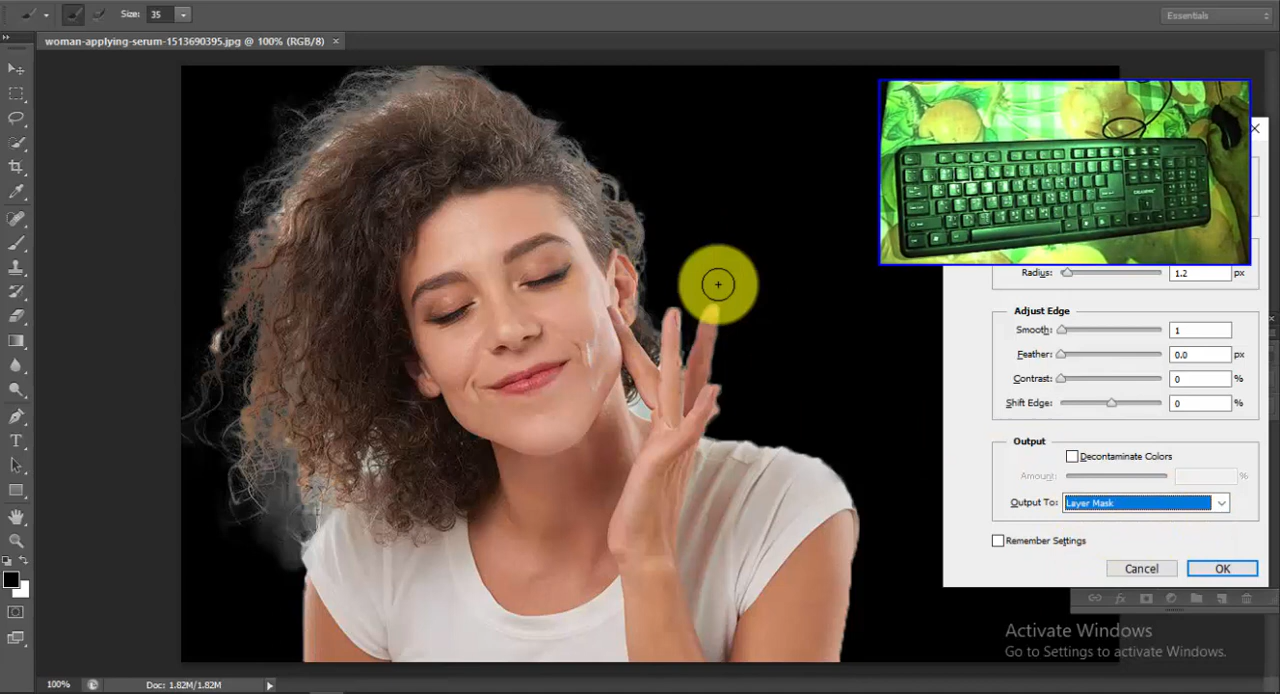 Size: 35
Essentials
woman-applying-serum-1513690395.jpg @ 100% (RGB/8) ×
Radius: 1.2 px
Adjust Edge
Smooth: 1
Feather: 0.0 px
Contrast: 0 %
Shift Edge: 0 %
Output
Decontaminate Colors
Amount: %
Output To: Layer Mask
Remember Settings
Cancel OK
Activate Windows
Go to Settings to activate Windows.
100% Doc: 1.82M/1.82M